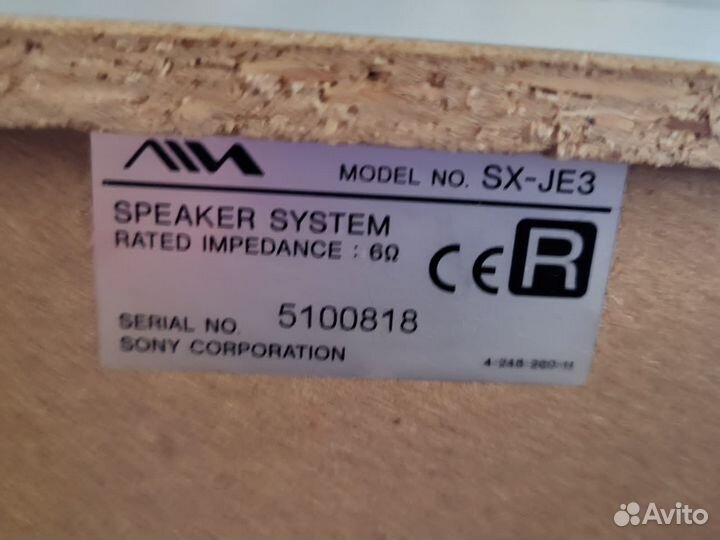 AIWA
MODEL NO. SX-JE3
SPEAKER SYSTEM
RATED IMPEDANCE : 6Ω
CE R
SERIAL NO. 5100818
SONY CORPORATION
Avito